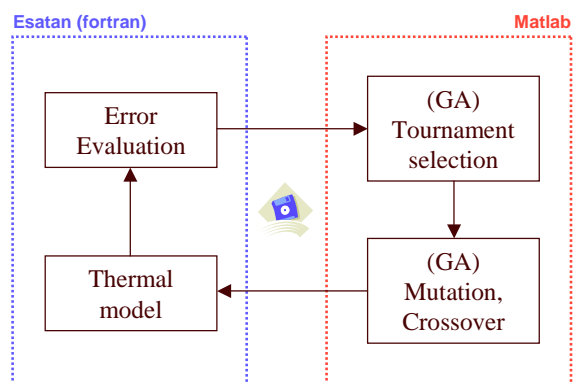 Esatan (fortran)
Matlab
Error
Evaluation
(GA)
Tournament
selection
Thermal
model
(GA)
Mutation,
Crossover